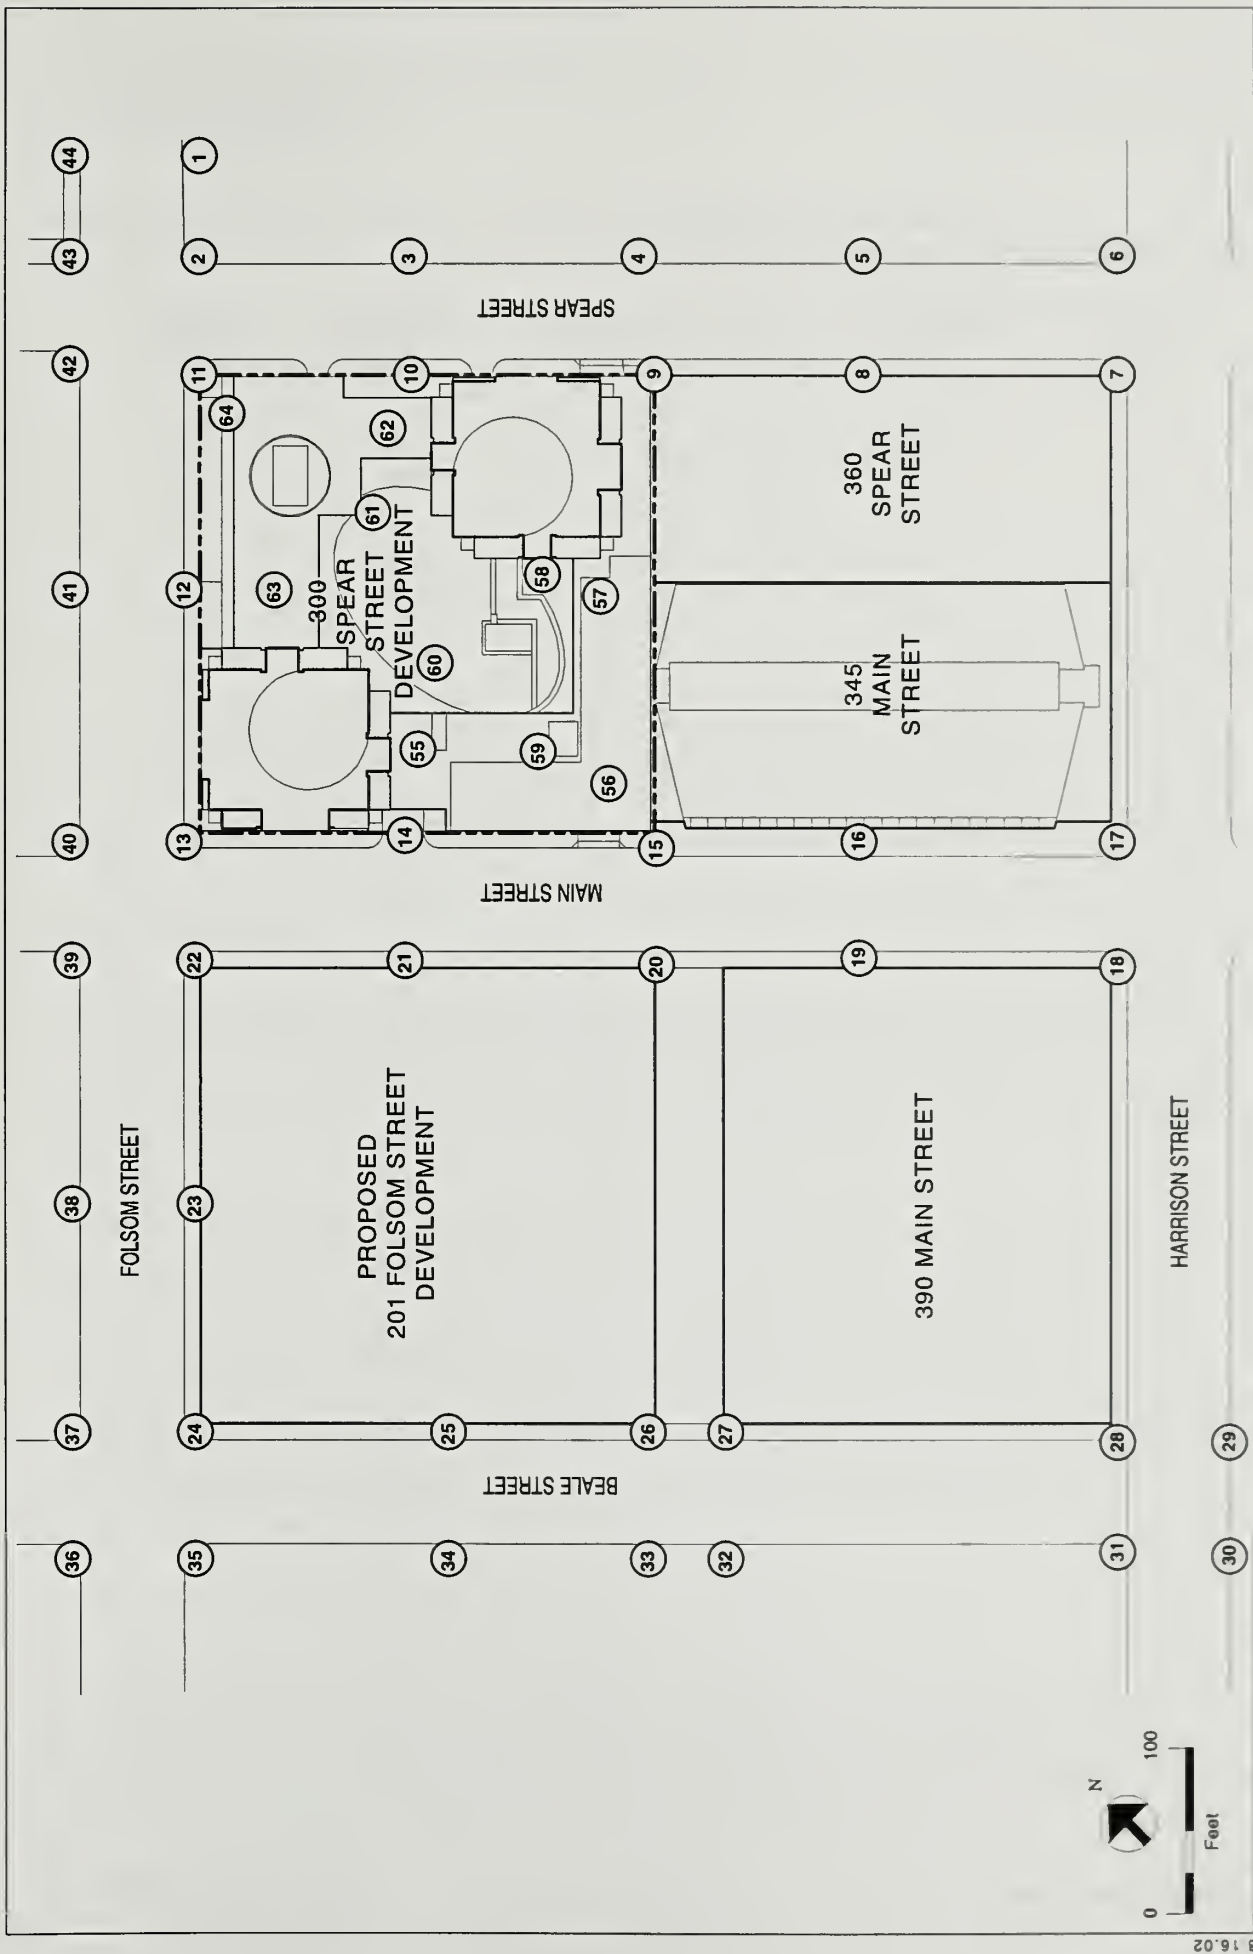 36 37 38 39 40 41 42 43 44
FOLSOM STREET
35 24 23 22 13 12 11 2 1
64
63
300
SPEAR
STREET
DEVELOPMENT
61
62
PROPOSED
201 FOLSOM STREET
DEVELOPMENT
21 14 10 3
55 60
34 25
BEALE STREET
MAIN STREET
SPEAR STREET
59 58
56 57
33 26 20 15 9 4
32 27
19 16 8 5
345
MAIN
STREET
360
SPEAR
STREET
390 MAIN STREET
31 28 18 17 7 6
HARRISON STREET
30 29
N
0 100
Feet
16.02